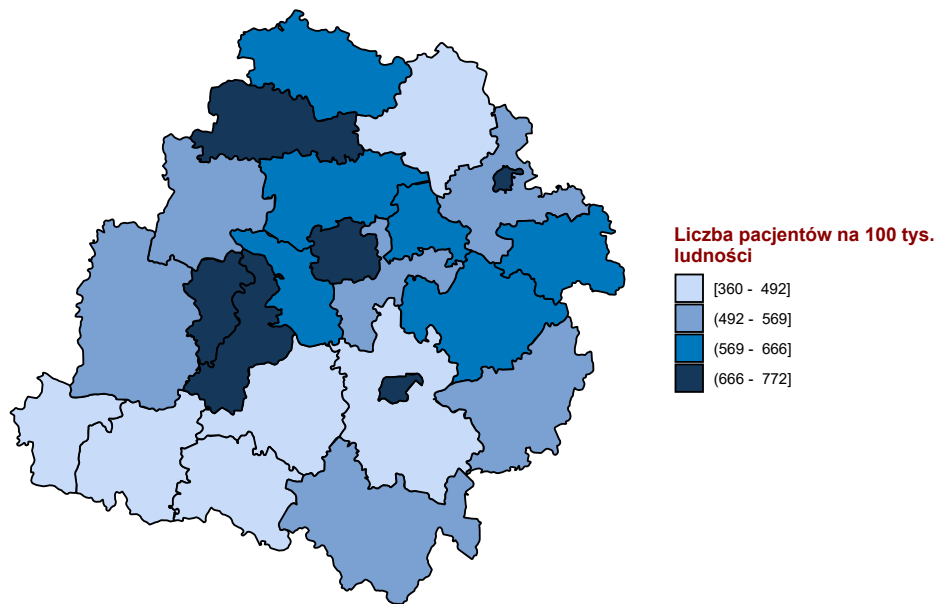 Liczba pacjentów na 100 tys.
ludności
[360 - 492]
(492 - 569]
(569 - 666]
(666 - 772]